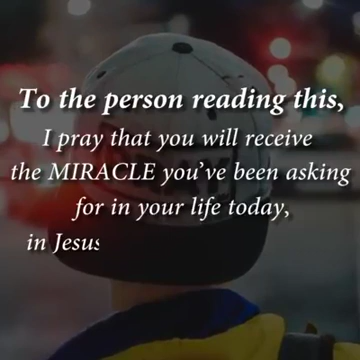 To the person reading this,
I pray that you will receive
the MIRACLE you've been asking
for in your life today,
in Jesus